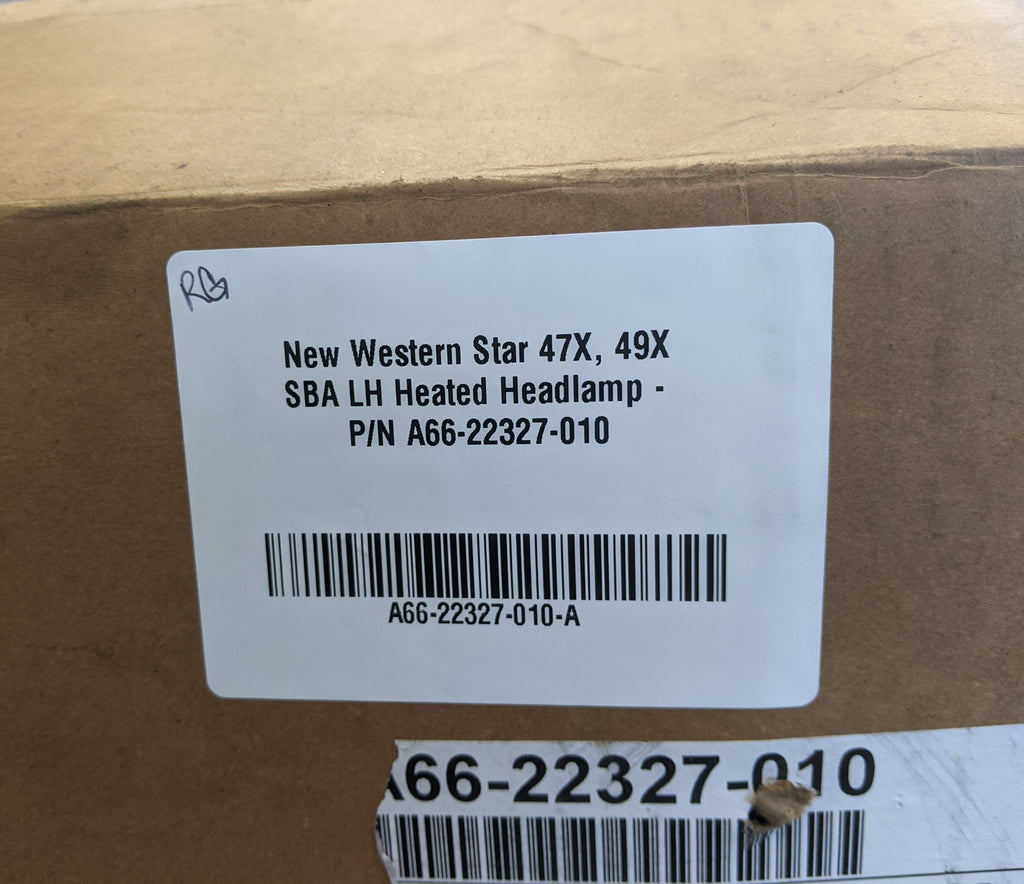 RG
New Western Star 47X, 49X
SBA LH Heated Headlamp -
P/N A66-22327-010
A66-22327-010-A
A66-22327-010